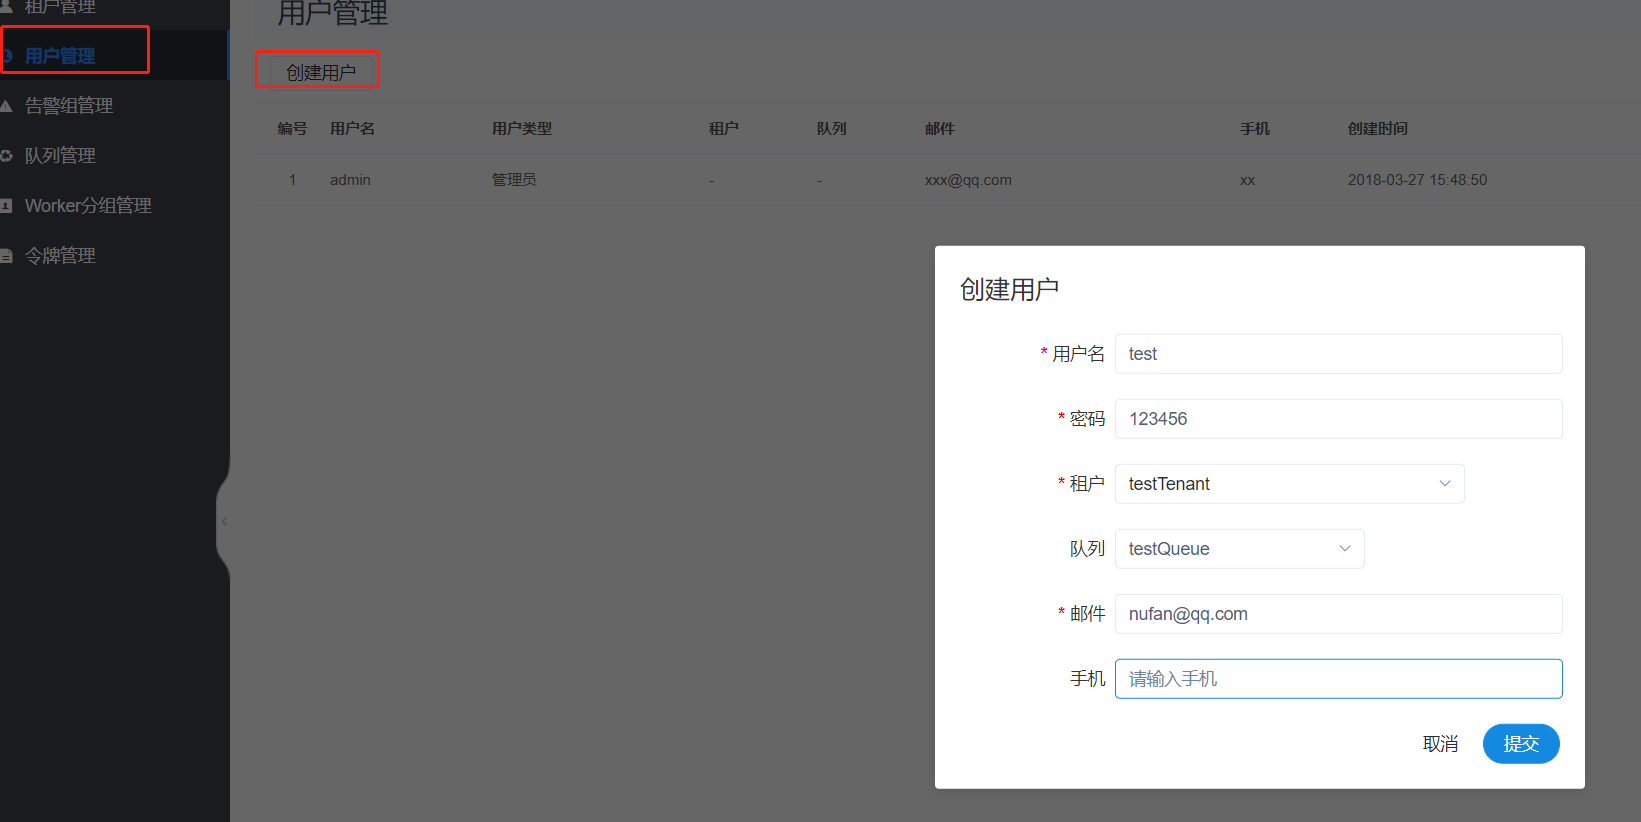 租户管理
用户管理
告警组管理
队列管理
Worker分组管理
令牌管理
用户管理
创建用户
编号 用户名 用户类型 租户 队列 邮件 手机 创建时间
1 admin 管理员 - - xxx@qq.com xx 2018-03-27 15:48:50
创建用户
* 用户名 test
* 密码 123456
* 租户 testTenant
队列 testQueue
* 邮件 nufan@qq.com
手机 请输入手机
取消 提交